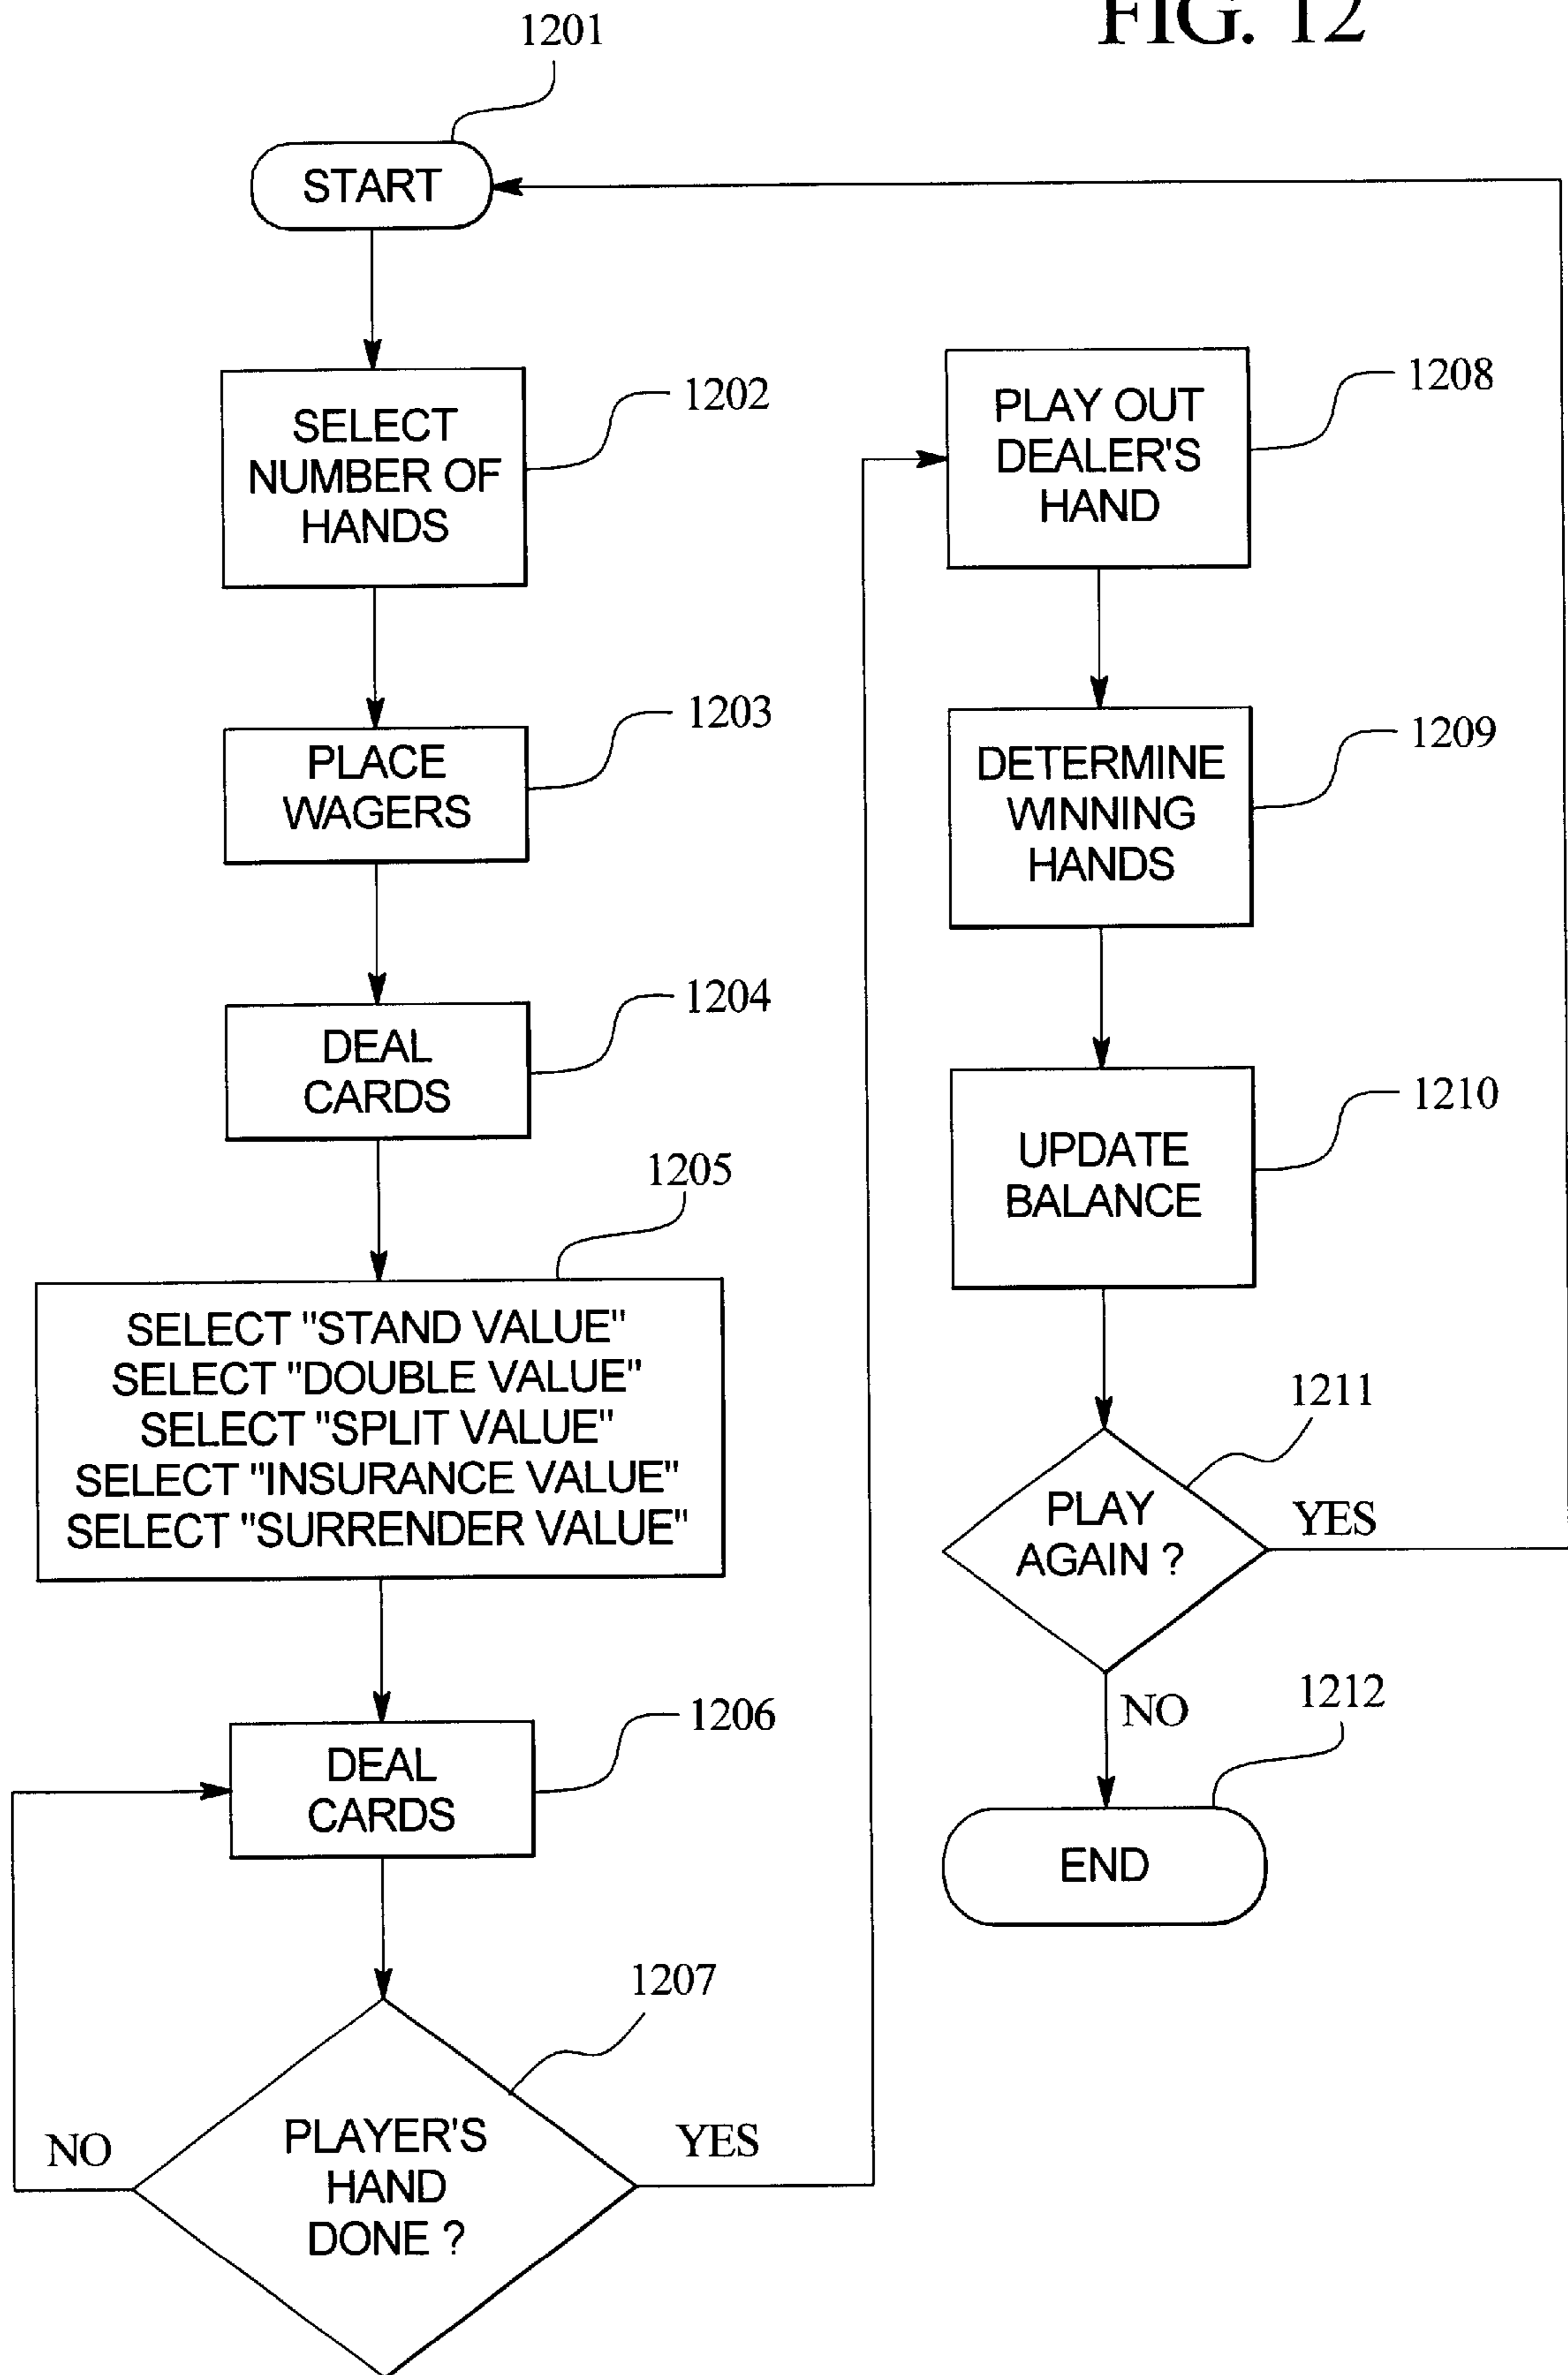 FIG. 12
1201
START
1202
SELECT
NUMBER OF
HANDS
1203
PLACE
WAGERS
1204
DEAL
CARDS
1205
SELECT "STAND VALUE"
SELECT "DOUBLE VALUE"
SELECT "SPLIT VALUE"
SELECT "INSURANCE VALUE"
SELECT "SURRENDER VALUE"
1206
DEAL
CARDS
1207
PLAYER'S
HAND
DONE ?
NO
YES
1208
PLAY OUT
DEALER'S
HAND
1209
DETERMINE
WINNING
HANDS
1210
UPDATE
BALANCE
1211
PLAY
AGAIN ?
YES
NO
1212
END